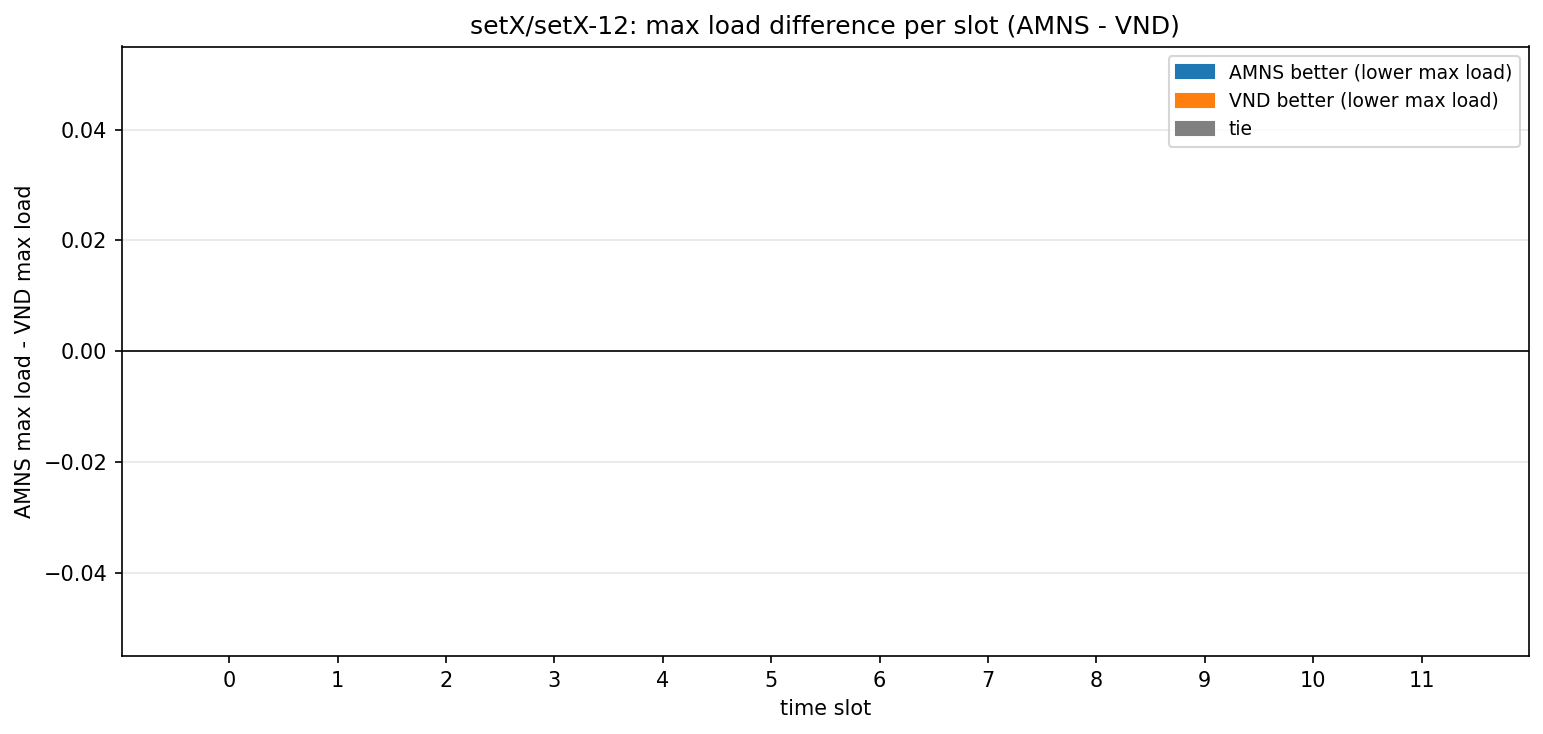 setX/setX-12: max load difference per slot (AMNS - VND)
AMNS better (lower max load)
VND better (lower max load)
tie
AMNS max load - VND max load
0.04
0.02
0.00
−0.02
−0.04
0 1 2 3 4 5 6 7 8 9 10 11
time slot